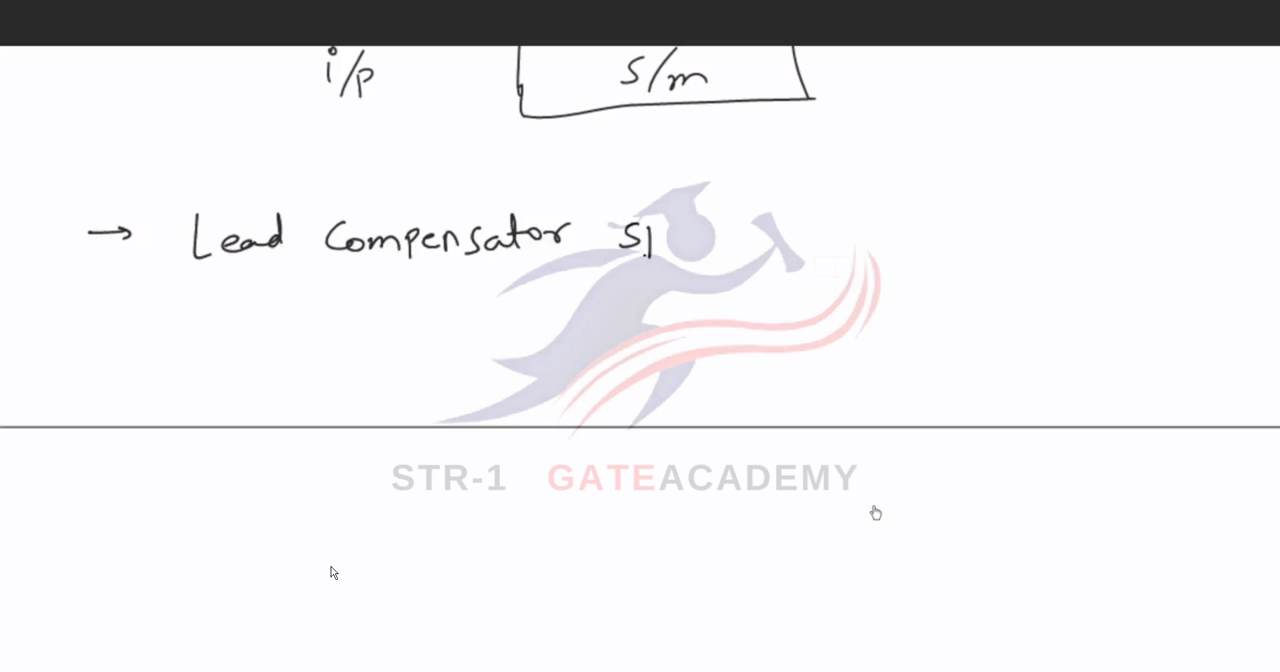 i/p S/m
→ Lead Compensator
STR-1 GATEACADEMY